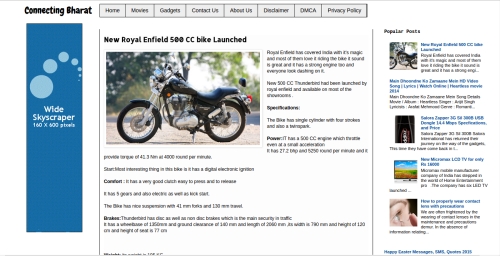 Connecting Bharat
Home Movies Gadgets Contact Us About Us Disclaimer DMCA Privacy Policy
Wide
Skyscraper
160 X 600 pixels
New Royal Enfield 500 CC bike Launched
Royal Enfield has covered India with it's magic
and most of them love it riding the bike it sound
is great and it has a strong engine too and
everyone look dashing on it.
New 500 CC Thunderbird had been launched by
royal enfield and available on most of the
showrooms .
Specifications:
The Bike has single cylinder with four strokes
and also a twinspark.
Power:IT has a 500 CC engine which throttle
even at a small acceleration
It has 27.2 bhp and 5250 round per minute and it
provide torque of 41.3 Nm at 4000 round per minute.
Start:Most interesting thing in this bike is it has a digital electronic ignition
Comfort : It has a very good clutch easy to press and to release
It has 5 gears and also electric as well as kick start.
The Bike has nice suspension with 41 mm forks and 130 mm travel.
Brakes:Thunderbird has disc as well as non disc brakes which is the main security in traffic
It has a wheelbase of 1350mm and ground clearance of 140 mm and length of 2060 mm ,its width is 790 mm and height of 120
cm and height of seat is 77 cm
Popular Posts
New Royal Enfield 500 CC bike
Launched
Royal Enfield has covered India with
it's magic and most of them love it
riding the bike it sound is
great and it has a strong engi...
Main Dhoondne Ko Zamaane Mein HD Video
Song | Lyrics | Watch Online | Heartless movie
2014
Main Dhoondne Ko Zamaane Mein Song Details
Movie / Album : Heartless Singer : Arijit Singh
Lyricists : Arafat Mehmood Genre : Romanti...
Salora Zapper 3G SII 300B USB
Dongle 14.4 Mbps Specifications,
and Price
Salora Zapper 3G SII 300B Salora
International has resumed their
journey on the way of the gadgets.
This time they have come back in t...
New Micromax LCD TV for only
Rs 16000
Micromax mobile manufacturer
company of India has stepped in
the world of Home Entertainment
pro . The company has six LED TV
launched ...
How to properly wear contact
lens with precautions
We are often frightened by the
wearing of contact lenses in the
maintenance and precautions
demur. In the absence of
information relating...
Happy Easter Messages, SMS, Quotes 2015